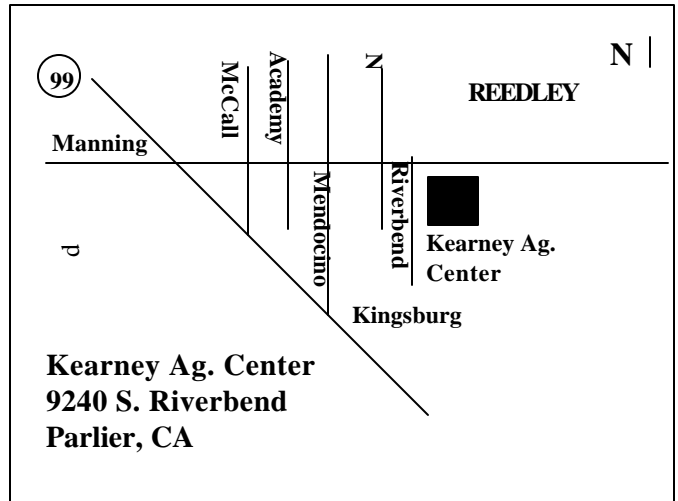 N
99
REEDLEY
McCall
Academy
N
Manning
Mendocino
Riverbend
Kearney Ag.
Center
p
Kingsburg
Kearney Ag. Center
9240 S. Riverbend
Parlier, CA